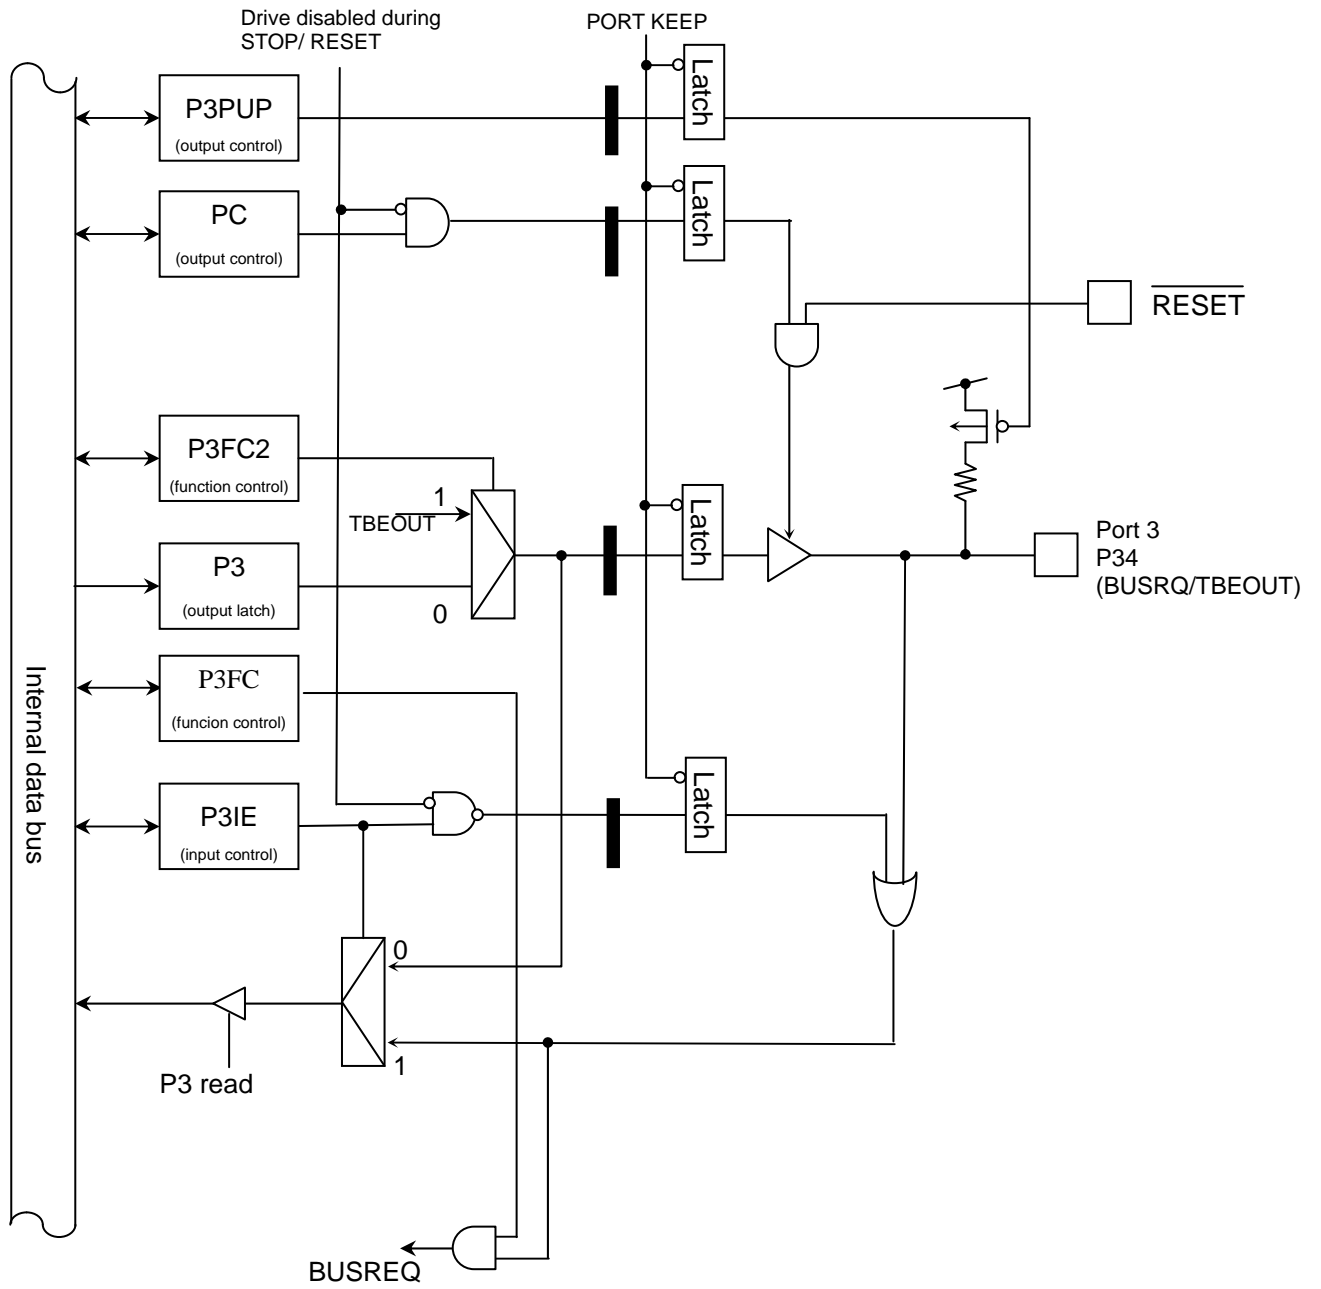 Drive disabled during
STOP/ RESET
PORT KEEP
P3PUP
(output control)
Latch
PC
(output control)
Latch
RESET
P3FC2
(function control)
1
TBEOUT
0
Latch
P3
(output latch)
Port 3
P34
(BUSRQ/TBEOUT)
P3FC
(funcion control)
Internal data bus
P3IE
(input control)
Latch
0
1
P3 read
BUSREQ